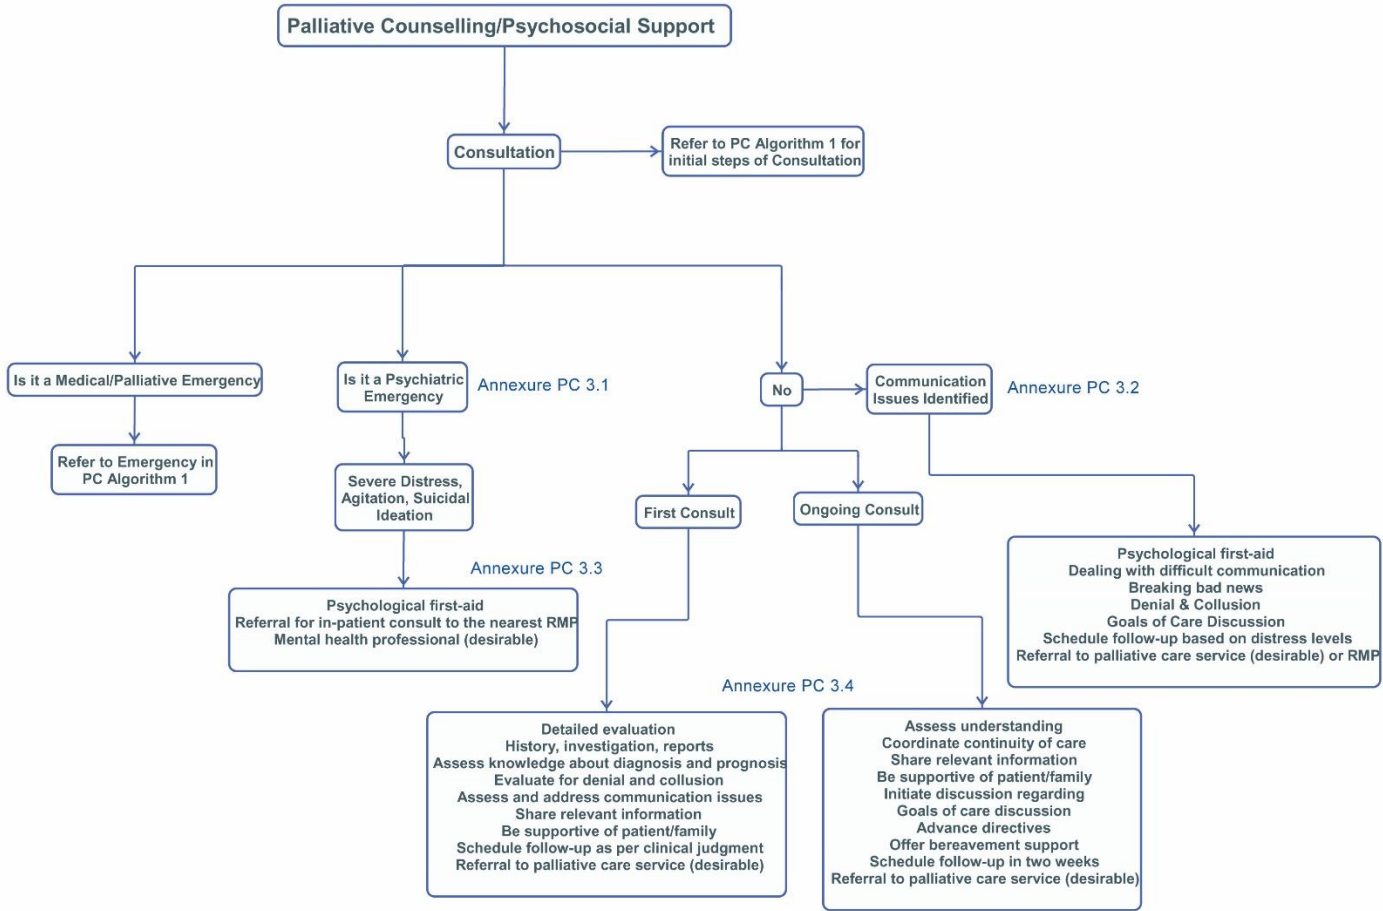 Palliative Counselling/Psychosocial Support
Consultation
Refer to PC Algorithm 1 for
initial steps of Consultation
Is it a Medical/Palliative Emergency
Refer to Emergency in
PC Algorithm 1
Is it a Psychiatric
Emergency
Annexure PC 3.1
Severe Distress,
Agitation, Suicidal
Ideation
Annexure PC 3.3
Psychological first-aid
Referral for in-patient consult to the nearest RMP
Mental health professional (desirable)
No
Communication
Issues Identified
Annexure PC 3.2
First Consult
Ongoing Consult
Psychological first-aid
Dealing with difficult communication
Breaking bad news
Denial & Collusion
Goals of Care Discussion
Schedule follow-up based on distress levels
Referral to palliative care service (desirable) or RMP
Annexure PC 3.4
Detailed evaluation
History, investigation, reports
Assess knowledge about diagnosis and prognosis
Evaluate for denial and collusion
Assess and address communication issues
Share relevant information
Be supportive of patient/family
Schedule follow-up as per clinical judgment
Referral to palliative care service (desirable)
Assess understanding
Coordinate continuity of care
Share relevant information
Be supportive of patient/family
Initiate discussion regarding
Goals of care discussion
Advance directives
Offer bereavement support
Schedule follow-up in two weeks
Referral to palliative care service (desirable)